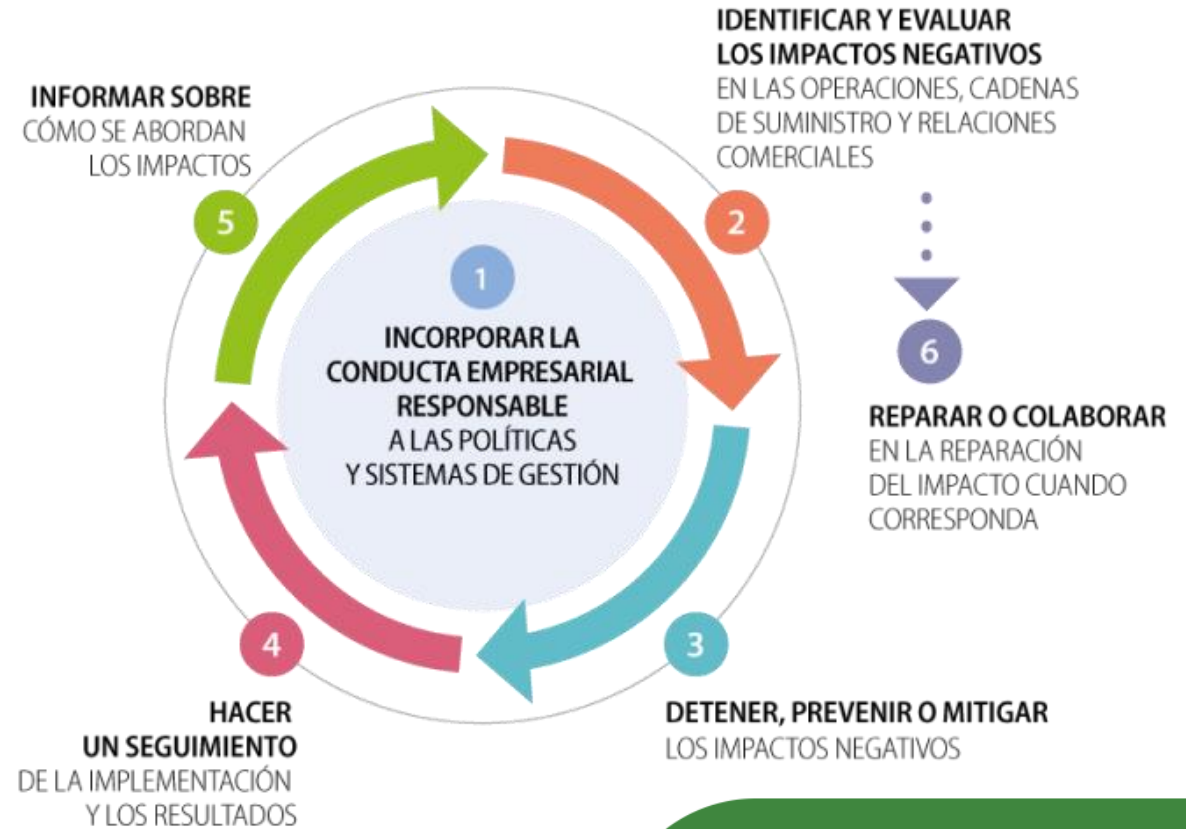 1
INCORPORAR LA
CONDUCTA EMPRESARIAL
RESPONSABLE
A LAS POLÍTICAS
Y SISTEMAS DE GESTIÓN
IDENTIFICAR Y EVALUAR
LOS IMPACTOS NEGATIVOS
EN LAS OPERACIONES, CADENAS
DE SUMINISTRO Y RELACIONES
COMERCIALES
2
3
DETENER, PREVENIR O MITIGAR
LOS IMPACTOS NEGATIVOS
4
HACER
UN SEGUIMIENTO
DE LA IMPLEMENTACIÓN
Y LOS RESULTADOS
INFORMAR SOBRE
CÓMO SE ABORDAN
LOS IMPACTOS
5
6
REPARAR O COLABORAR
EN LA REPARACIÓN
DEL IMPACTO CUANDO
CORRESPONDA